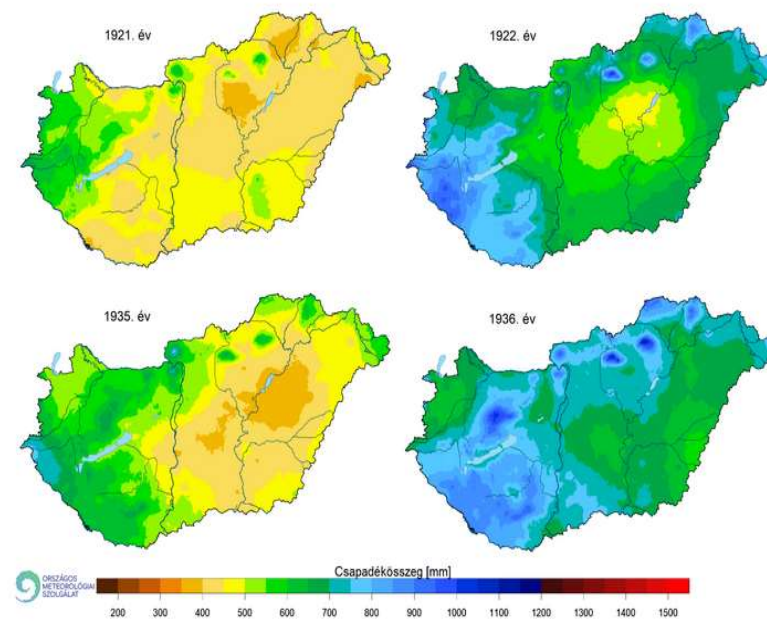 1921. év
1922. év
1935. év
1936. év
Csapadékösszeg [mm]
ORSZÁGOS
METEOROLÓGIAI
SZOLGÁLAT
200 300 400 500 600 700 800 900 1000 1100 1200 1300 1400 1500